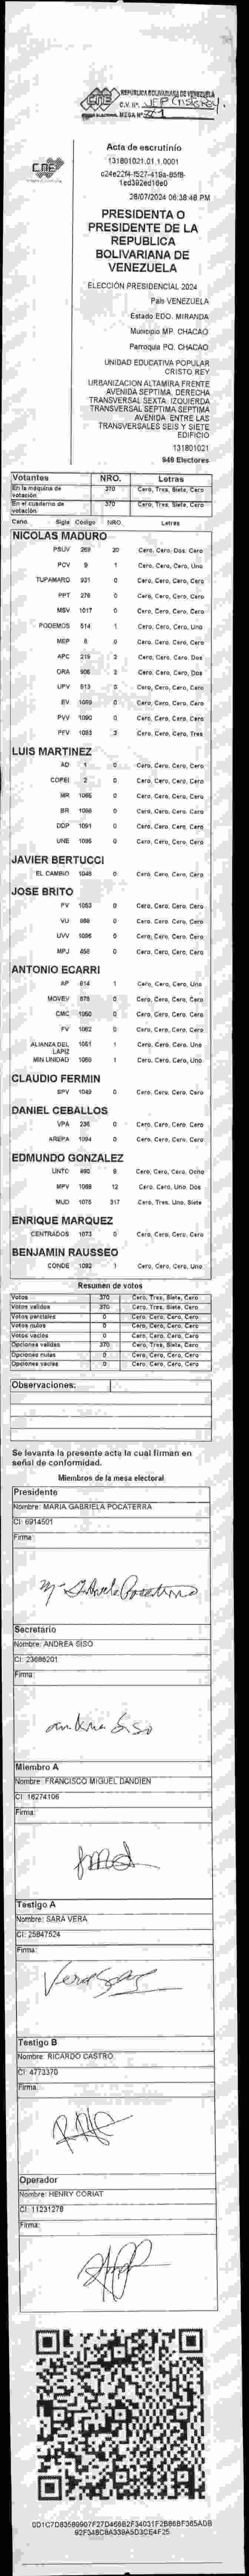 CNE
REPUBLICA BOLIVARIANA DE VENEZUELA
C.V. Nº: UEP Cristo Rey.
MESA Nº 1
CNE
Acta de escrutinio
131801021.01.1.0001
28/07/2024 06:38:48 PM
PRESIDENTA O
PRESIDENTE DE LA
REPUBLICA
BOLIVARIANA DE
VENEZUELA
ELECCIÓN PRESIDENCIAL 2024
País VENEZUELA
Estado EDO. MIRANDA
Municipio MP. CHACAO
Parroquia PQ. CHACAO
UNIDAD EDUCATIVA POPULAR
CRISTO REY
URBANIZACION ALTAMIRA FRENTE
AVENIDA SEPTIMA. DERECHA
TRANSVERSAL SEXTA. IZQUIERDA
TRANSVERSAL SEPTIMA SEPTIMA
AVENIDA ENTRE LAS
TRANSVERSALES SEIS Y SIETE
EDIFICIO
131801021
949 Electores
Votantes NRO. Letras
En la máquina de votación 370 Cero, Tres, Siete, Cero
En el cuaderno de votación 370 Cero, Tres, Siete, Cero
Cand. Sigla Código NRO. Letras
NICOLAS MADURO
PSUV 269 20 Cero, Cero, Dos, Cero
PCV 9 1 Cero, Cero, Cero, Uno
TUPAMARO 931 0 Cero, Cero, Cero, Cero
PPT 276 0 Cero, Cero, Cero, Cero
MSV 1017 0 Cero, Cero, Cero, Cero
PODEMOS 514 1 Cero, Cero, Cero, Uno
MEP 8 0 Cero, Cero, Cero, Cero
APC 219 2 Cero, Cero, Cero, Dos
ORA 906 2 Cero, Cero, Cero, Dos
UPV 613 0 Cero, Cero, Cero, Cero
EV 1069 0 Cero, Cero, Cero, Cero
PVV 1090 0 Cero, Cero, Cero, Cero
PFV 1093 3 Cero, Cero, Cero, Tres
LUIS MARTINEZ
AD 1 0 Cero, Cero, Cero, Cero
COPEI 2 0 Cero, Cero, Cero, Cero
MR 1065 0 Cero, Cero, Cero, Cero
BR 1066 0 Cero, Cero, Cero, Cero
DDP 1091 0 Cero, Cero, Cero, Cero
UNE 1095 0 Cero, Cero, Cero, Cero
JAVIER BERTUCCI
EL CAMBIO 1048 0 Cero, Cero, Cero, Cero
JOSE BRITO
PV 1053 0 Cero, Cero, Cero, Cero
VU 0 Cero, Cero, Cero, Cero
UVV 1096 0 Cero, Cero, Cero, Cero
MPJ 458 0 Cero, Cero, Cero, Cero
ANTONIO ECARRI
AP 614 1 Cero, Cero, Cero, Uno
MOVEV 878 0 Cero, Cero, Cero, Cero
CMC 1050 0 Cero, Cero, Cero, Cero
FV 1062 0 Cero, Cero, Cero, Cero
ALIANZA DEL LAPIZ 1051 1 Cero, Cero, Cero, Uno
MIN UNIDAD 1069 1 Cero, Cero, Cero, Uno
CLAUDIO FERMIN
SPV 1049 0 Cero, Cero, Cero, Cero
DANIEL CEBALLOS
VPA 236 0 Cero, Cero, Cero, Cero
AREPA 1094 0 Cero, Cero, Cero, Cero
EDMUNDO GONZALEZ
UNTC 490 8 Cero, Cero, Cero, Ocho
MPV 1068 12 Cero, Cero, Uno, Dos
MUD 1075 317 Cero, Tres, Uno, Siete
ENRIQUE MARQUEZ
CENTRADOS 1073 0 Cero, Cero, Cero, Cero
BENJAMIN RAUSSEO
CONDE 1092 1 Cero, Cero, Cero, Uno
Resumen de votos
Votos 370 Cero, Tres, Siete, Cero
Votos validos 370 Cero, Tres, Siete, Cero
Votos parciales 0 Cero, Cero, Cero, Cero
Votos nulos 0 Cero, Cero, Cero, Cero
Votos vacios 0 Cero, Cero, Cero, Cero
Opciones validas 370 Cero, Tres, Siete, Cero
Opciones nulas 0 Cero, Cero, Cero, Cero
Opciones vacias 0 Cero, Cero, Cero, Cero
Observaciones:
Se levanta la presente acta la cual firman en
señal de conformidad.
Miembros de la mesa electoral
Presidente
Nombre: MARIA GABRIELA POCATERRA
CI: 6914501
Firma:
Secretario
Nombre: ANDREA SISO
CI: 23686201
Firma:
Andrea Siso
Miembro A
Nombre: FRANCISCO MIGUEL DANDIEN
CI: 16274106
Firma:
Testigo A
Nombre: SARA VERA
CI: 25847524
Firma:
Vera Sara
Testigo B
Nombre: RICARDO CASTRO
CI: 4773370
Firma:
Operador
Nombre: HENRY CORIAT
CI: 11231278
Firma: